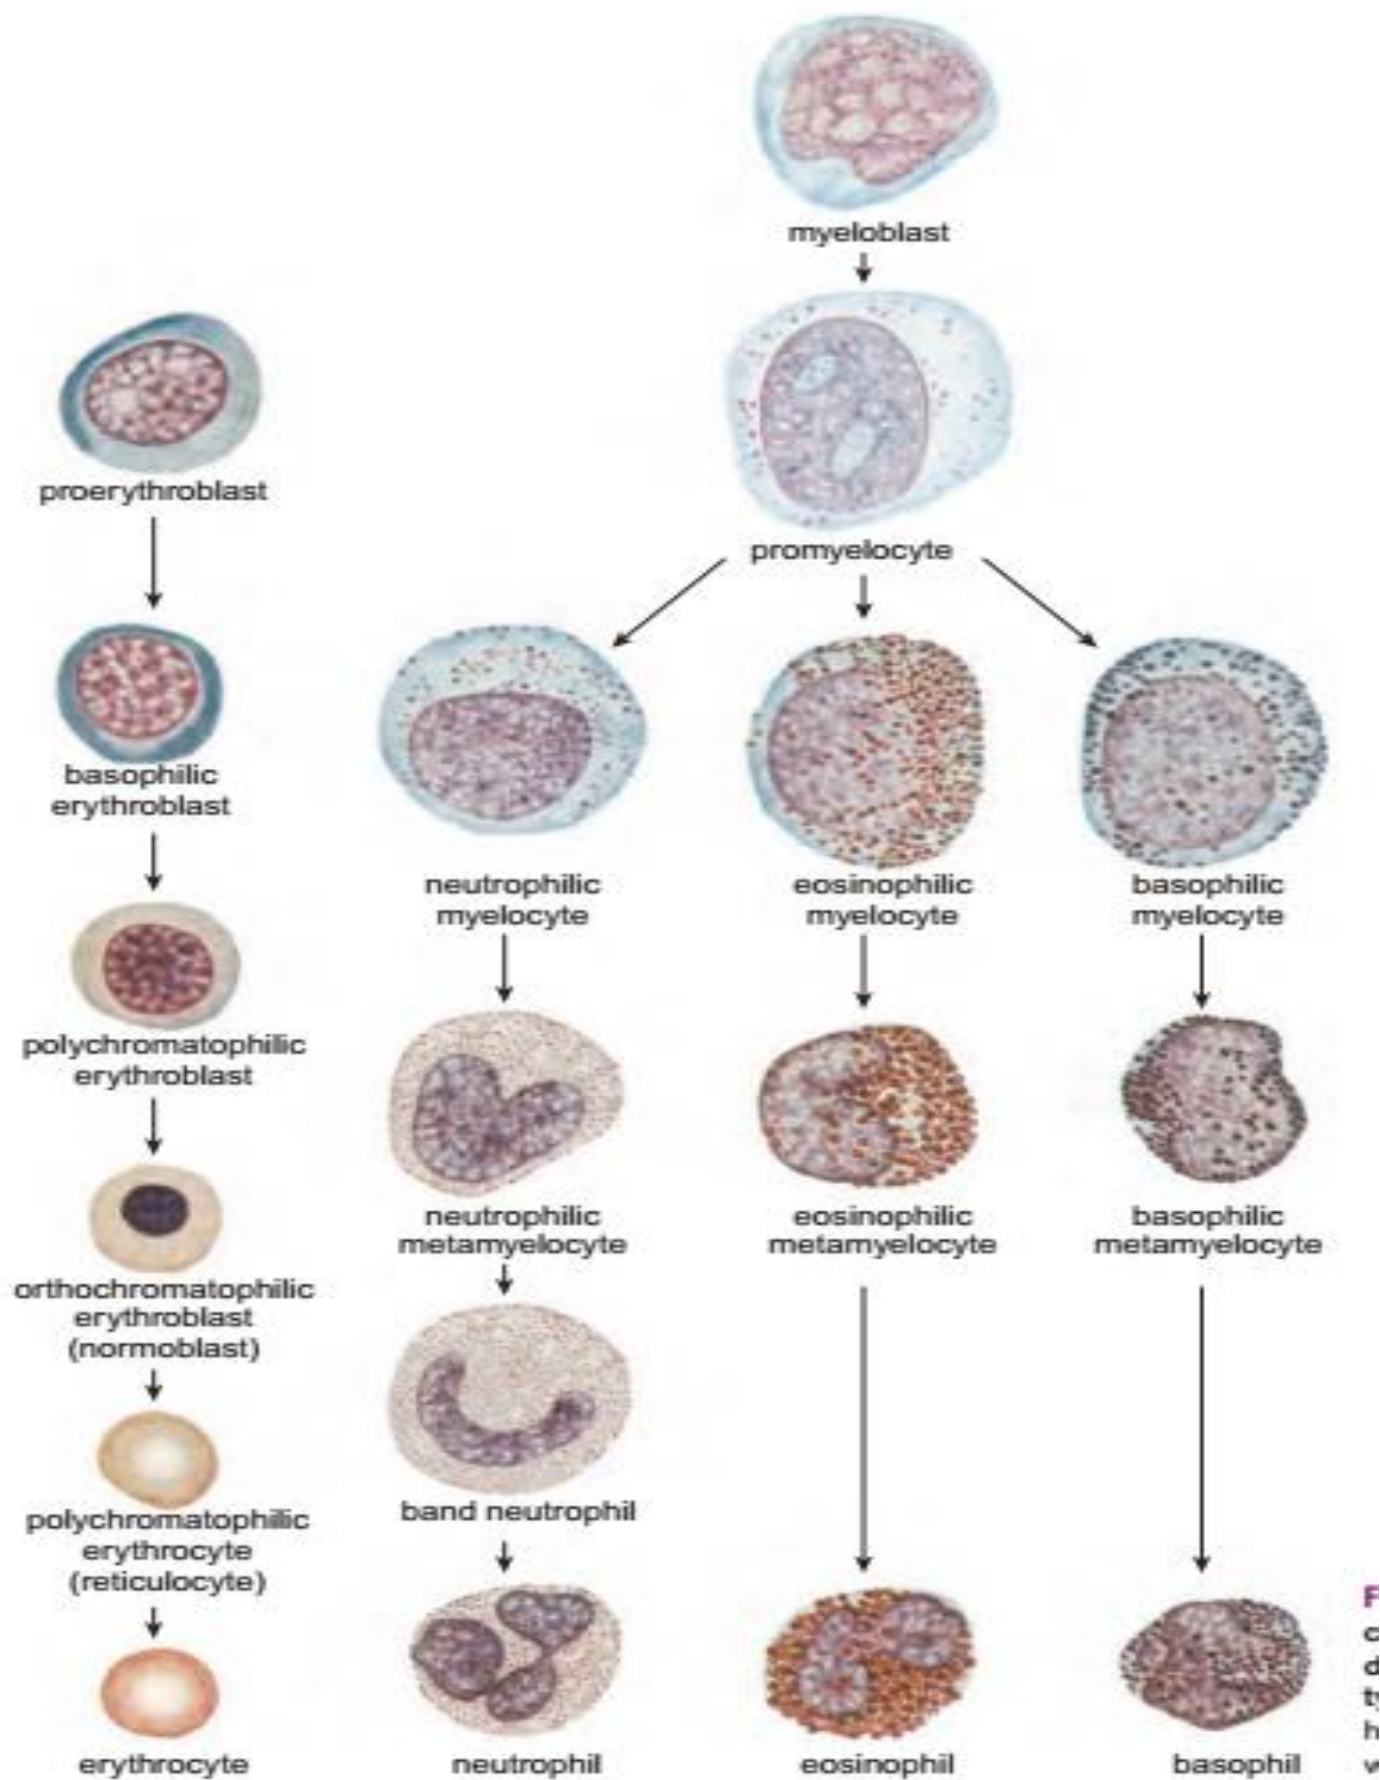 myeloblast
promyelocyte
proerythroblast
basophilic
erythroblast
polychromatophilic
erythroblast
orthochromatophilic
erythroblast
(normoblast)
polychromatophilic
erythrocyte
(reticulocyte)
erythrocyte
neutrophilic
myelocyte
neutrophilic
metamyelocyte
band neutrophil
neutrophil
eosinophilic
myelocyte
eosinophilic
metamyelocyte
eosinophil
basophilic
myelocyte
basophilic
metamyelocyte
basophil